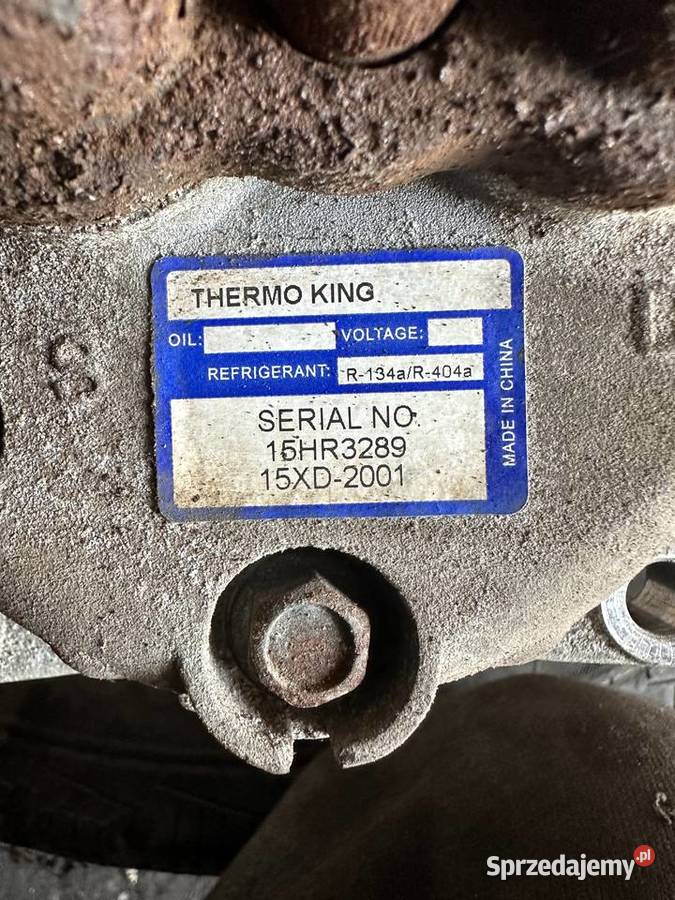 THERMO KING
OIL: VOLTAGE:
REFRIGERANT: R-134a/R-404a
SERIAL NO.
15HR3289
15XD-2001
MADE IN CHINA
Sprzedajemy.pl